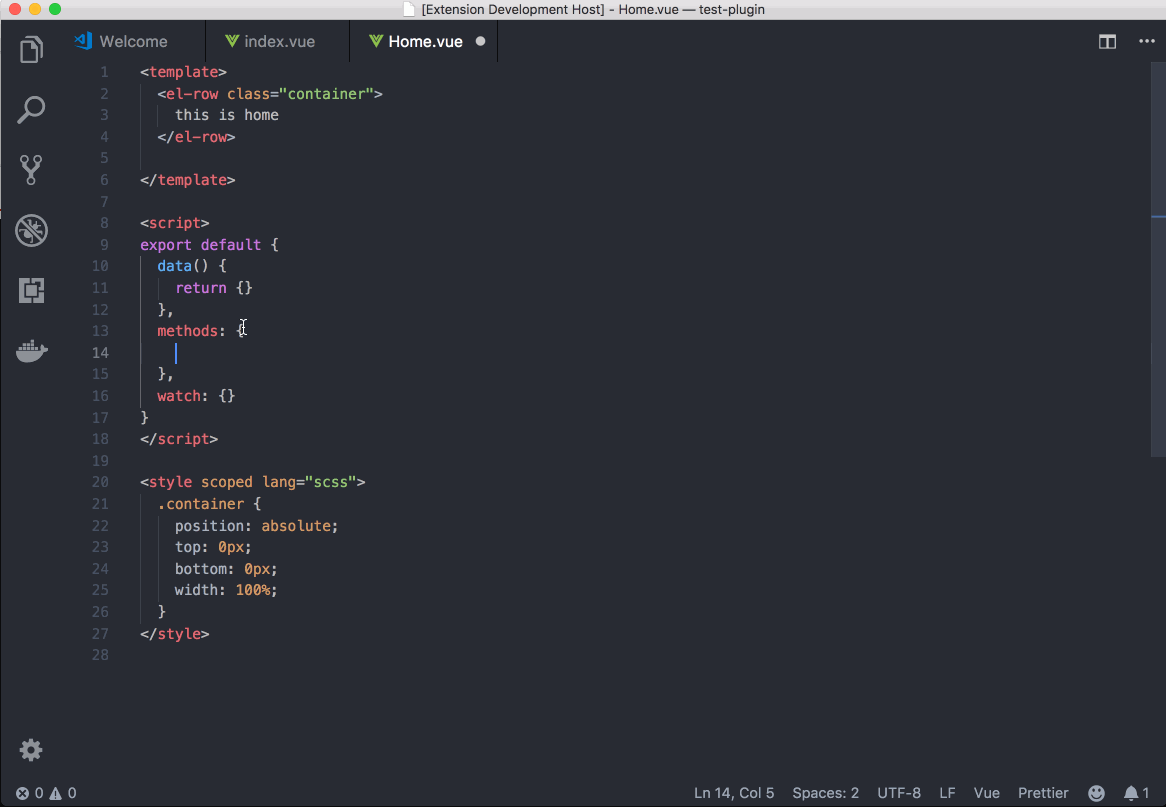 [Extension Development Host] - Home.vue — test-plugin
Welcome index.vue Home.vue
1 <template>
2 <el-row class="container">
3 this is home
4 </el-row>
5
6 </template>
7
8 <script>
9 export default {
10 data() {
11 return {}
12 },
13 methods: {
14
15 },
16 watch: {}
17 }
18 </script>
19
20 <style scoped lang="scss">
21 .container {
22 position: absolute;
23 top: 0px;
24 bottom: 0px;
25 width: 100%;
26 }
27 </style>
28
0 0 Ln 14, Col 5 Spaces: 2 UTF-8 LF Vue Prettier 1